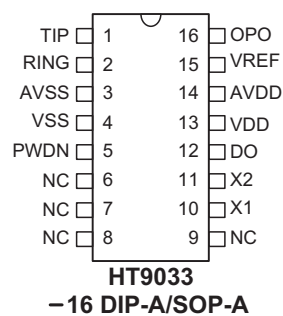 TIP 1 16 OPO
RING 2 15 VREF
AVSS 3 14 AVDD
VSS 4 13 VDD
PWDN 5 12 DO
NC 6 11 X2
NC 7 10 X1
NC 8 9 NC
HT9033
−16 DIP-A/SOP-A